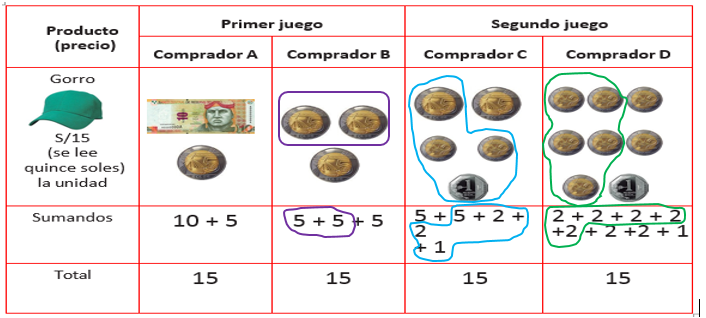 Producto
(precio)
Primer juego
Segundo juego
Comprador A
Comprador B
Comprador C
Comprador D
Gorro
S/15
(se lee
quince soles)
la unidad
10
1
Sumandos
10 + 5
5 + 5 + 5
5 + 5 + 2 +
2
+ 1
2 + 2 + 2 + 2
+2 + 2 +2 + 1
Total
15
15
15
15